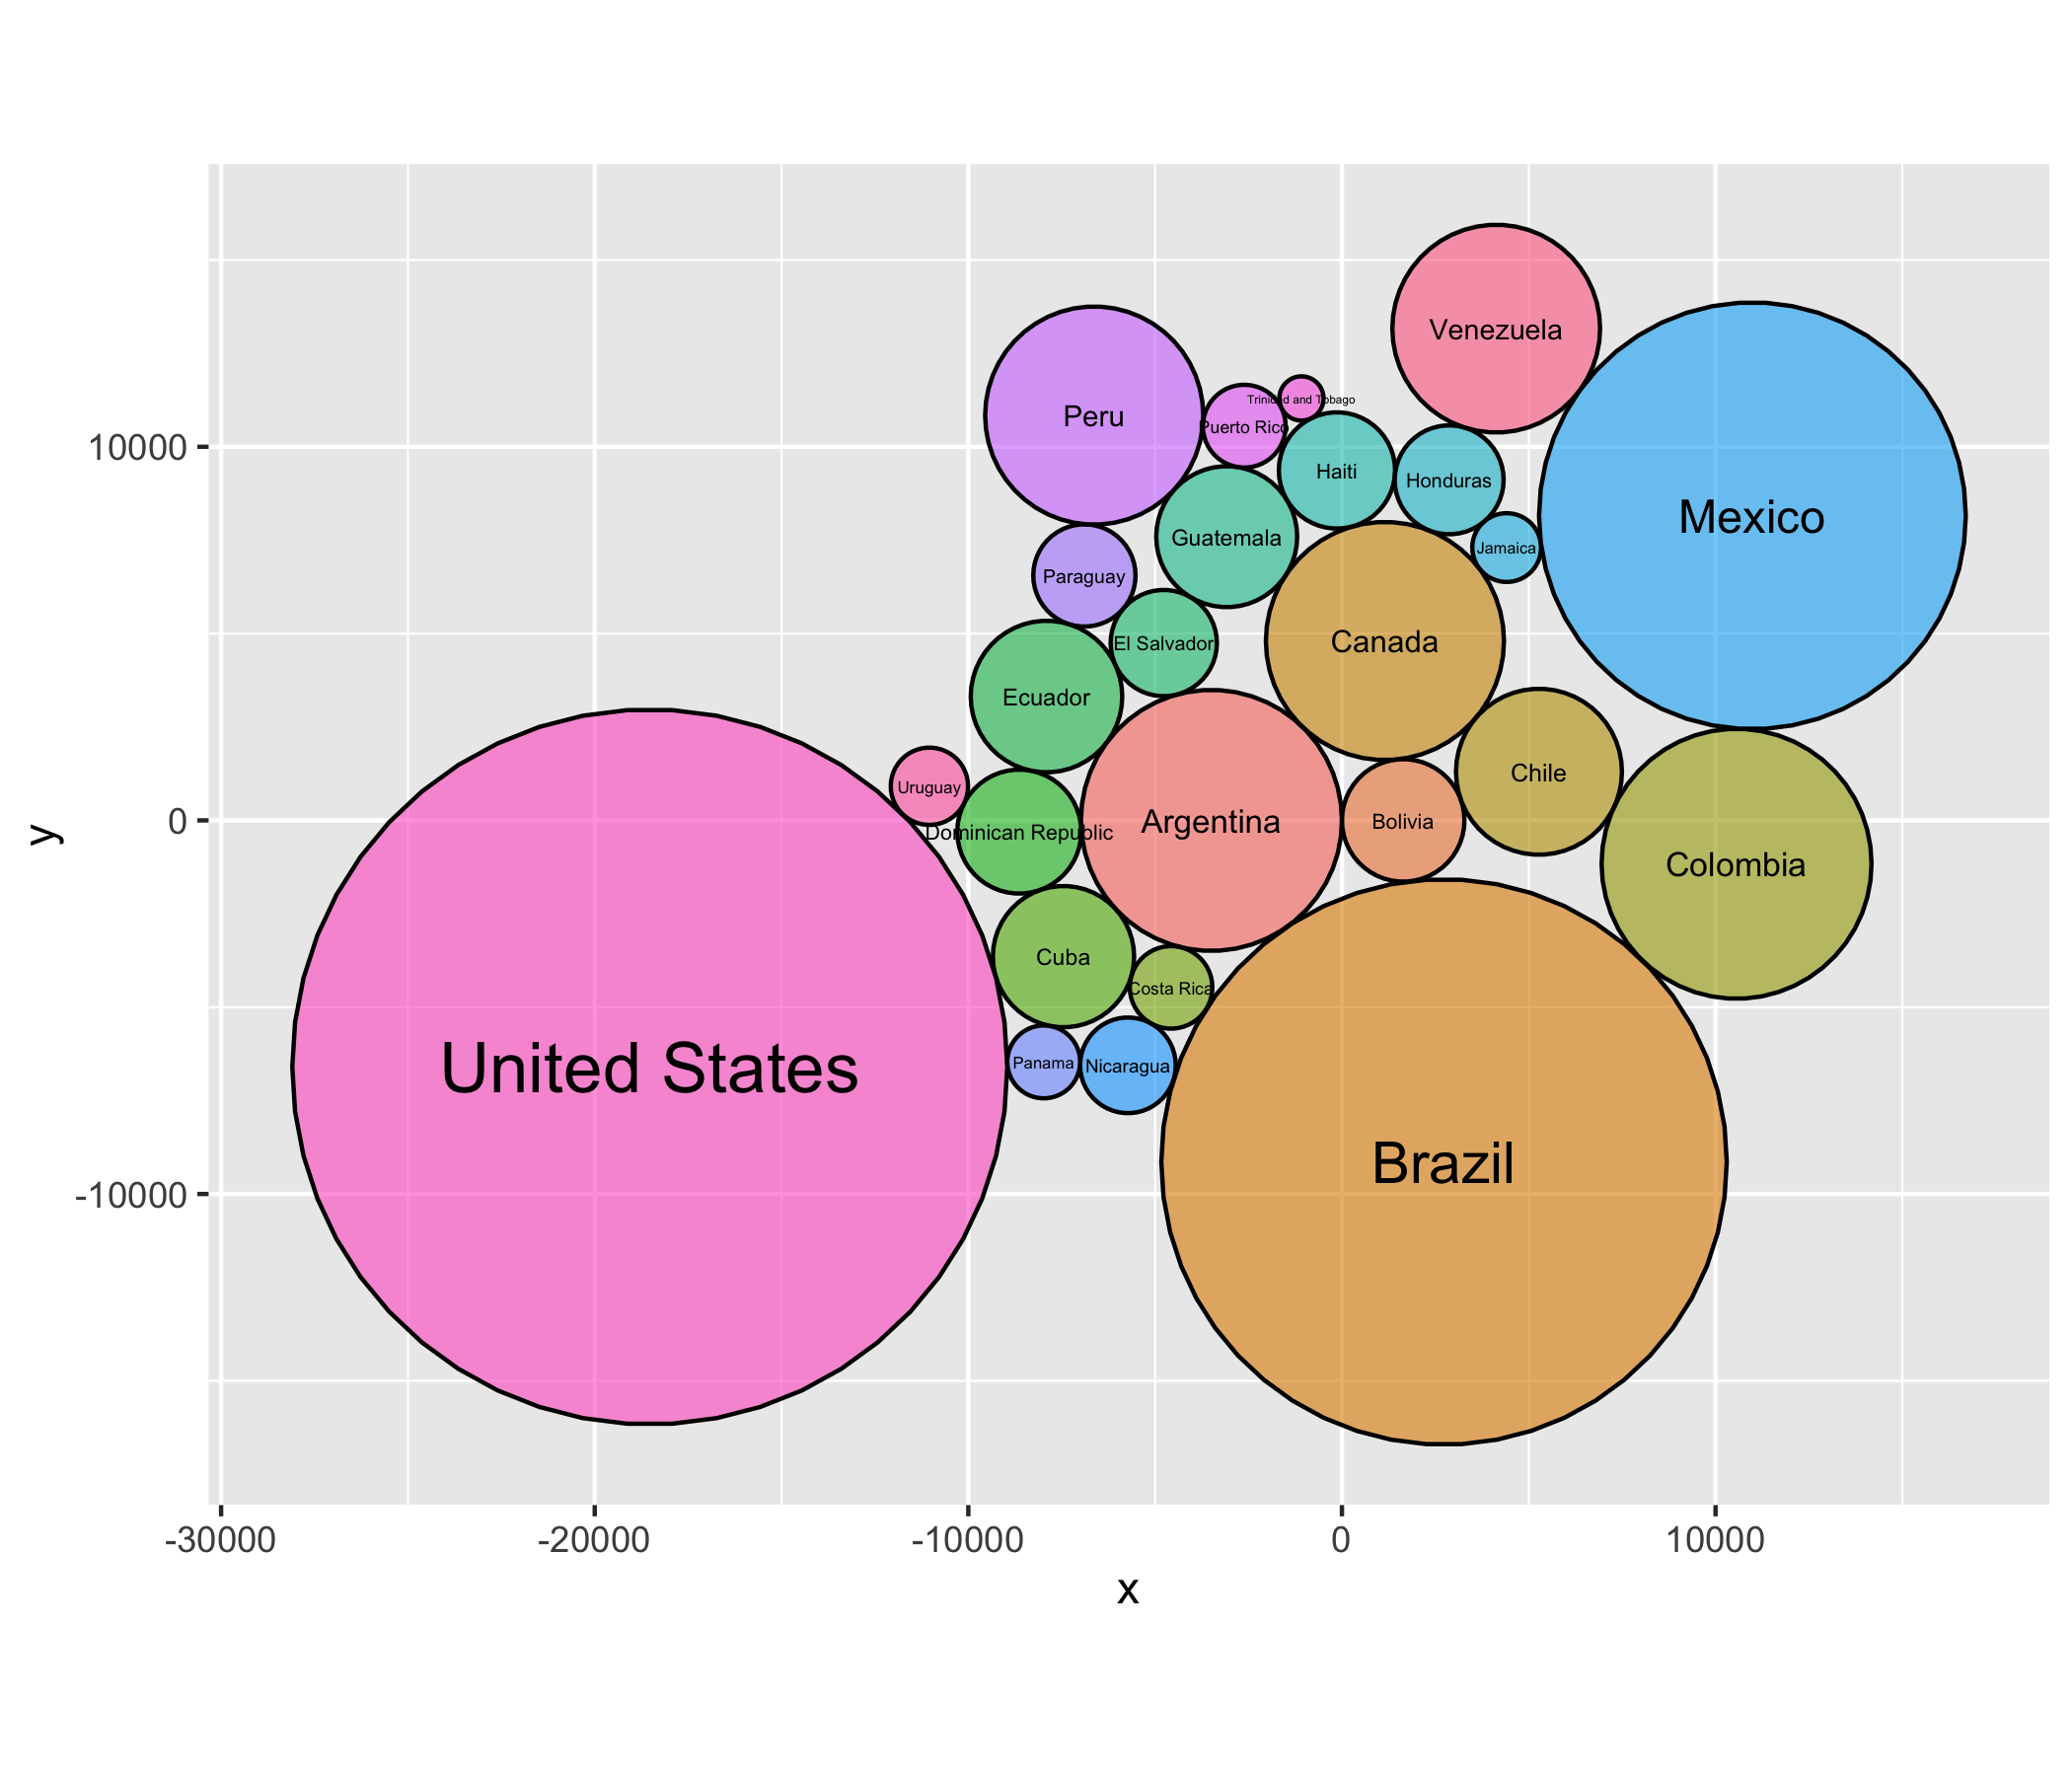 Venezuela
Peru
Trinidad and Tobago
Puerto Rico
10000
Haiti
Honduras
Mexico
Guatemala
Jamaica
Paraguay
El Salvador
Canada
Ecuador
Chile
Uruguay
0
Dominican Republic
Argentina
Bolivia
y
Colombia
Cuba
Costa Rica
United States
Panama
Nicaragua
Brazil
-10000
-30000 -20000 -10000 0 10000
x